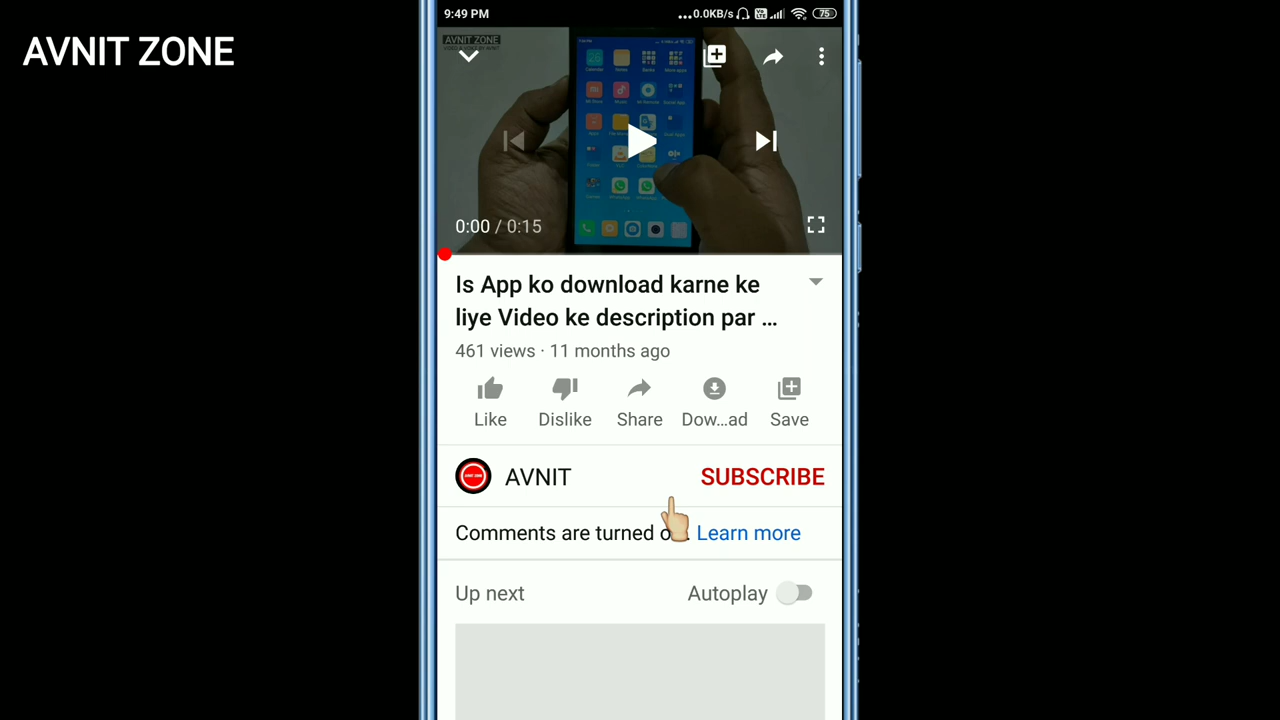 AVNIT ZONE
9:49 PM
...0.0KB/s
75
AVNIT ZONE
0:00 / 0:15
Is App ko download karne ke
liye Video ke description par ...
461 views · 11 months ago
Like
Dislike
Share
Dow...ad
Save
AVNIT
SUBSCRIBE
Comments are turned
Learn more
Up next
Autoplay